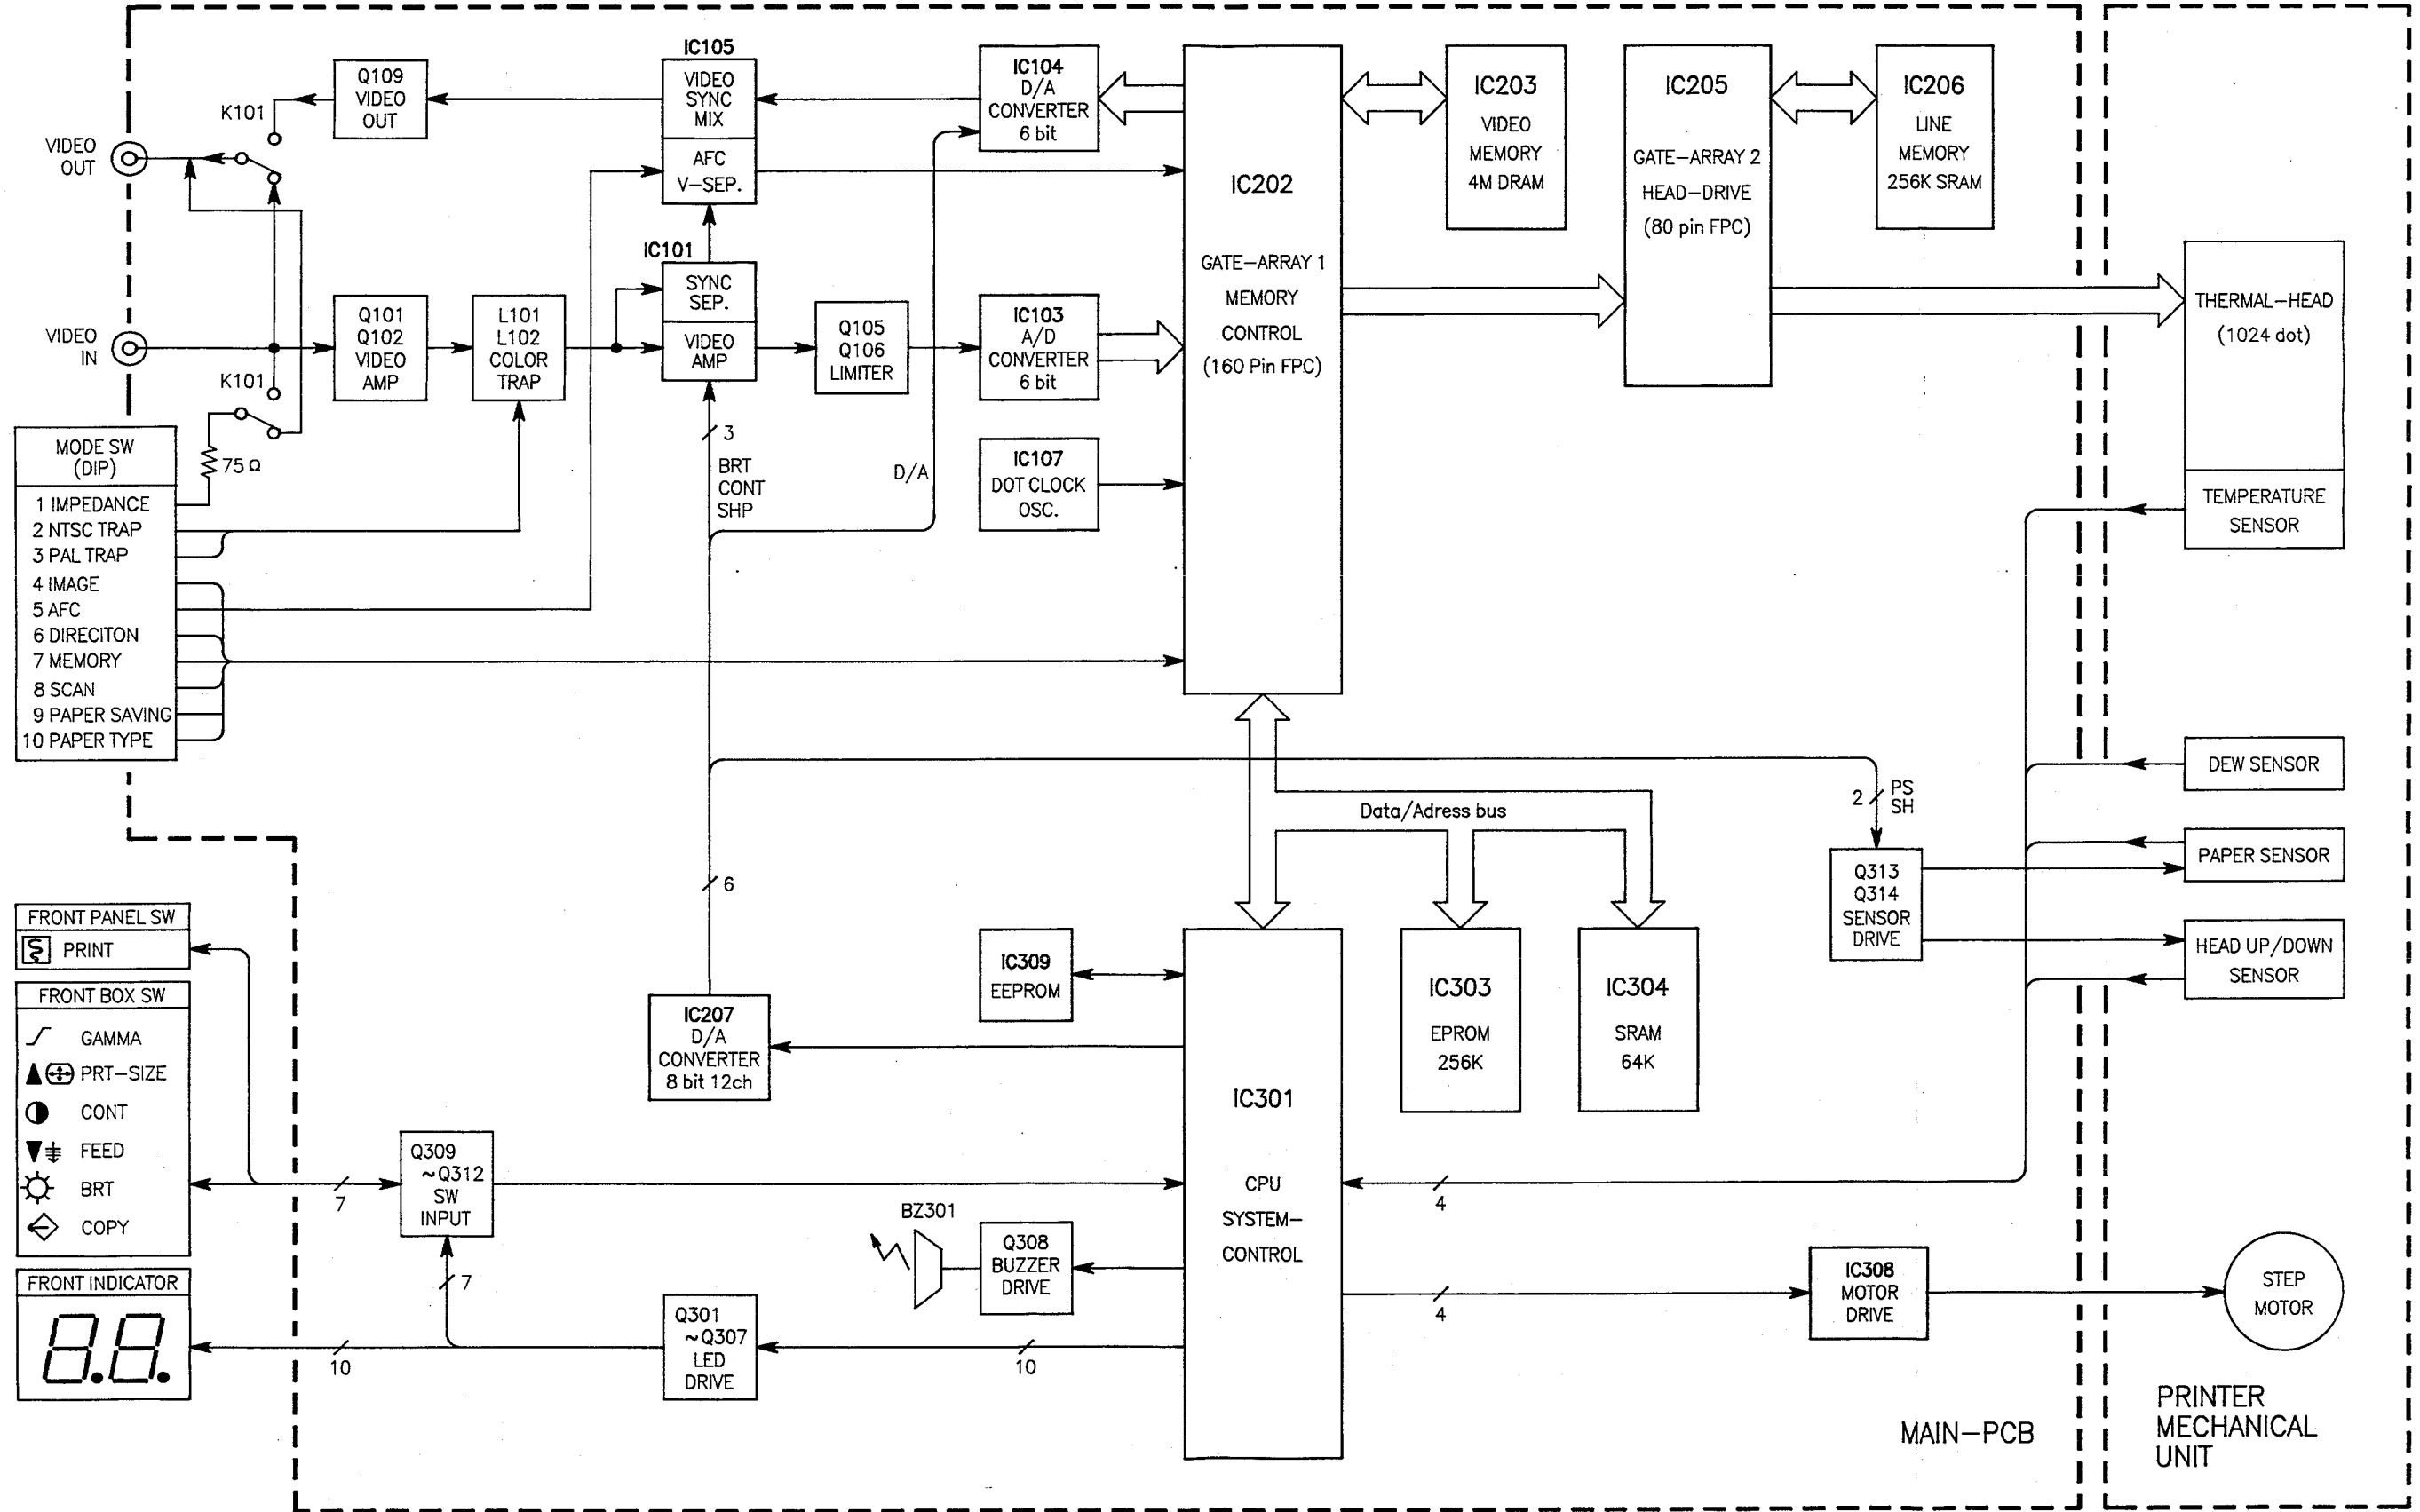 IC105
VIDEO
SYNC
MIX
AFC
V-SEP.
Q109
VIDEO
OUT
K101
VIDEO
OUT
IC104
D/A
CONVERTER
6 bit
IC202
GATE-ARRAY 1
MEMORY
CONTROL
(160 Pin FPC)
IC203
VIDEO
MEMORY
4M DRAM
IC205
GATE-ARRAY 2
HEAD-DRIVE
(80 pin FPC)
IC206
LINE
MEMORY
256K SRAM
THERMAL-HEAD
(1024 dot)
TEMPERATURE
SENSOR
VIDEO
IN
K101
75Ω
Q101
Q102
VIDEO
AMP
L101
L102
COLOR
TRAP
IC101
SYNC
SEP.
VIDEO
AMP
Q105
Q106
LIMITER
IC103
A/D
CONVERTER
6 bit
3
BRT
CONT
SHP
D/A
IC107
DOT CLOCK
OSC.
MODE SW
(DIP)
1 IMPEDANCE
2 NTSC TRAP
3 PAL TRAP
4 IMAGE
5 AFC
6 DIRECITON
7 MEMORY
8 SCAN
9 PAPER SAVING
10 PAPER TYPE
Data/Adress bus
2
PS
SH
DEW SENSOR
PAPER SENSOR
HEAD UP/DOWN
SENSOR
Q313
Q314
SENSOR
DRIVE
6
FRONT PANEL SW
PRINT
FRONT BOX SW
GAMMA
PRT-SIZE
CONT
FEED
BRT
COPY
FRONT INDICATOR
8.8.
IC309
EEPROM
IC207
D/A
CONVERTER
8 bit 12ch
IC301
CPU
SYSTEM-
CONTROL
IC303
EPROM
256K
IC304
SRAM
64K
7
Q309
~Q312
SW
INPUT
7
10
Q301
~Q307
LED
DRIVE
10
BZ301
Q308
BUZZER
DRIVE
4
4
IC308
MOTOR
DRIVE
STEP
MOTOR
MAIN-PCB
PRINTER
MECHANICAL
UNIT